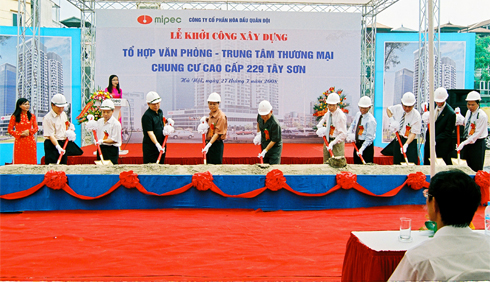 mipec CÔNG TY CỔ PHẦN HÓA DẦU QUÂN ĐỘI
LỄ KHỞI CÔNG XÂY DỰNG
TỔ HỢP VĂN PHÒNG - TRUNG TÂM THƯƠNG MẠI
CHUNG CƯ CAO CẤP 229 TÂY SƠN
Hà Nội, ngày 27 tháng 7 năm 2008